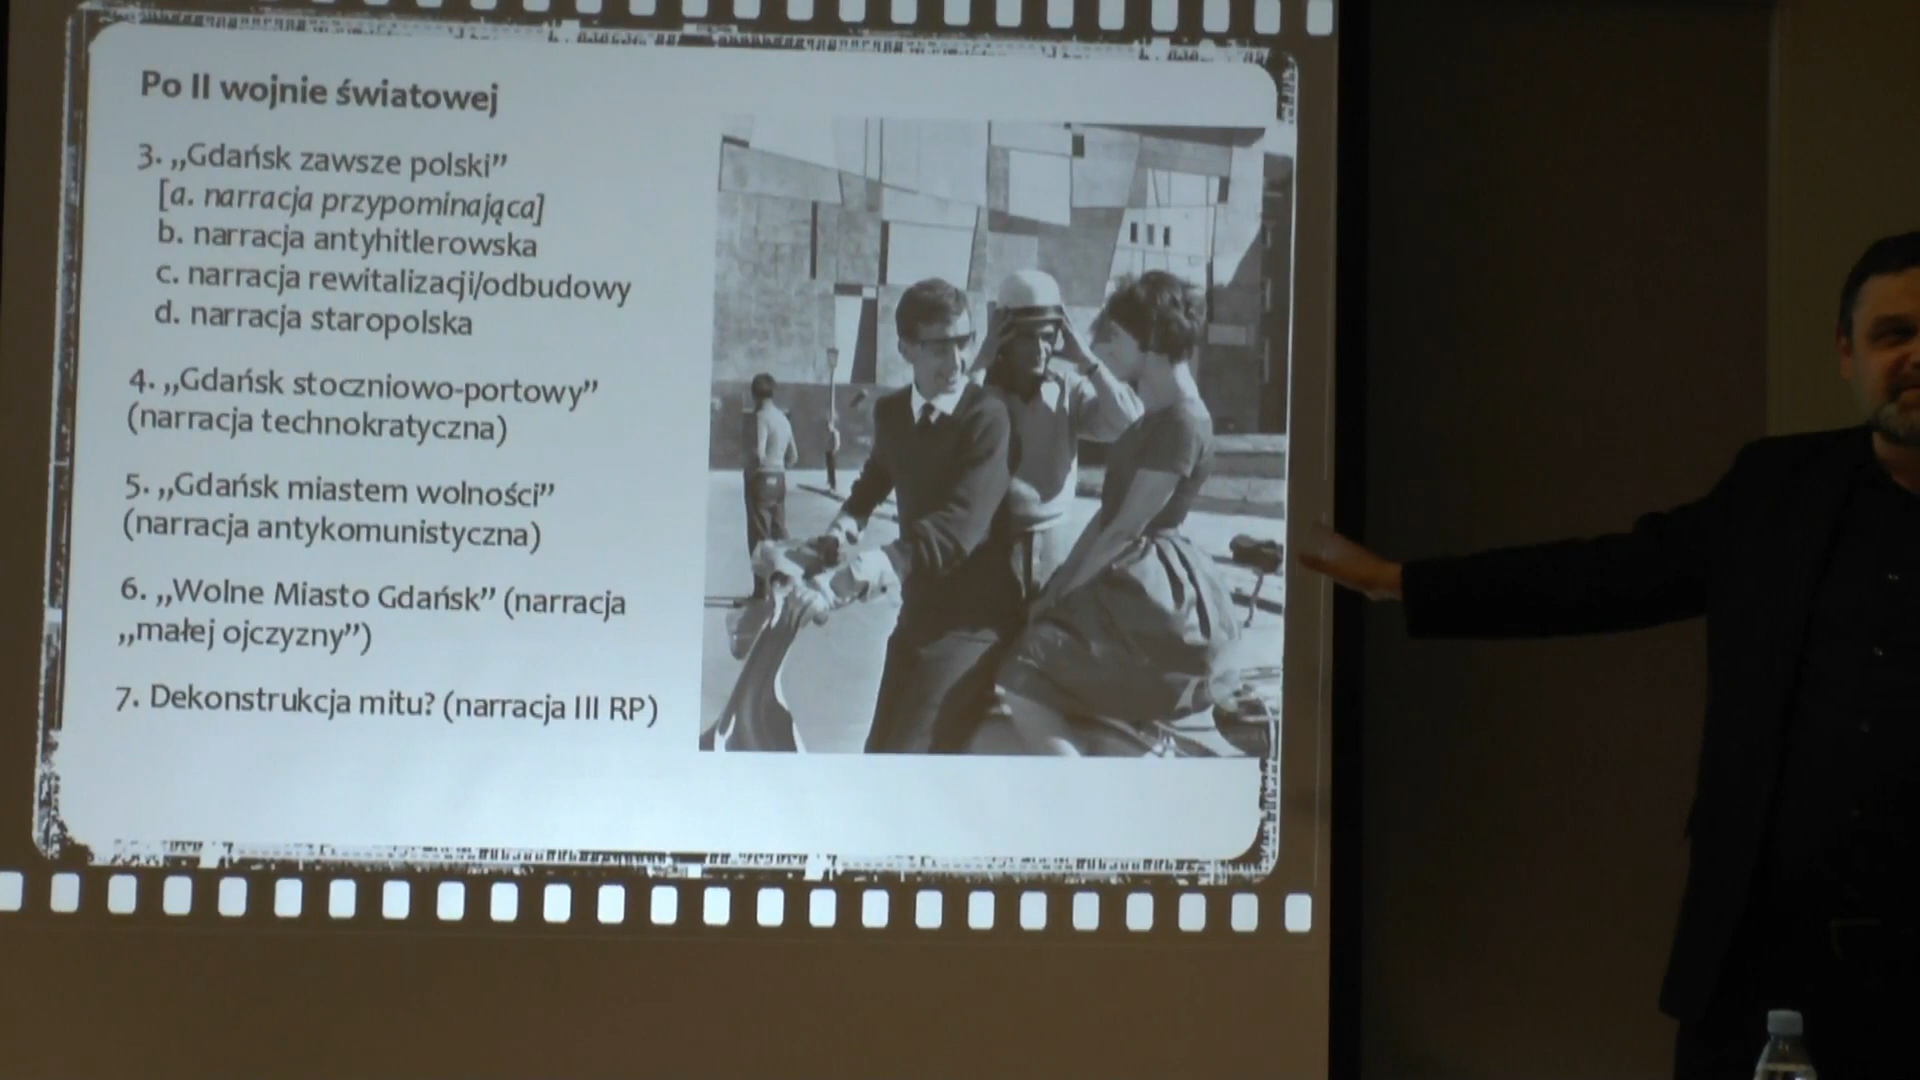 Po II wojnie światowej
3. „Gdańsk zawsze polski”
[a. narracja przypominająca]
b. narracja antyhitlerowska
c. narracja rewitalizacji/odbudowy
d. narracja staropolska
4. „Gdańsk stoczniowo-portowy”
(narracja technokratyczna)
5. „Gdańsk miastem wolności”
(narracja antykomunistyczna)
6. „Wolne Miasto Gdańsk” (narracja
„małej ojczyzny”)
7. Dekonstrukcja mitu? (narracja III RP)